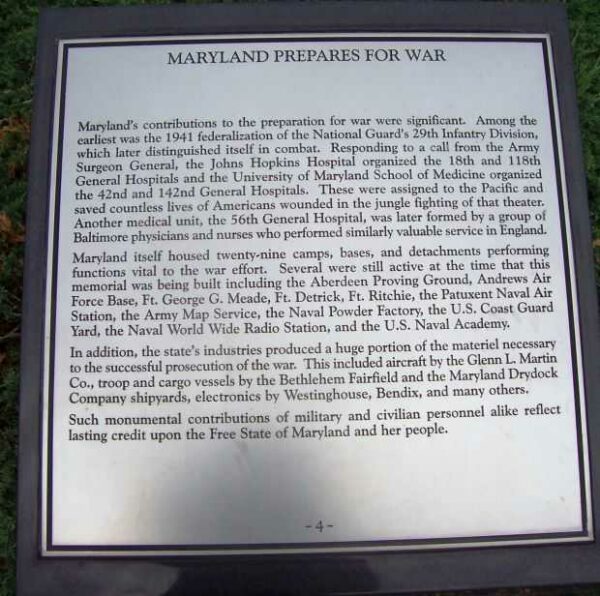 MARYLAND PREPARES FOR WAR
Maryland's contributions to the preparation for war were significant. Among the
earliest was the 1941 federalization of the National Guard's 29th Infantry Division,
which later distinguished itself in combat. Responding to a call from the Army
Surgeon General, the Johns Hopkins Hospital organized the 18th and 118th
General Hospitals and the University of Maryland School of Medicine organized
the 42nd and 142nd General Hospitals. These were assigned to the Pacific and
saved countless lives of Americans wounded in the jungle fighting of that theater.
Another medical unit, the 56th General Hospital, was later formed by a group of
Baltimore physicians and nurses who performed similarly valuable service in England.
Maryland itself housed twenty-nine camps, bases, and detachments performing
functions vital to the war effort. Several were still active at the time that this
memorial was being built including the Aberdeen Proving Ground, Andrews Air
Force Base, Ft. George G. Meade, Ft. Detrick, Ft. Ritchie, the Patuxent Naval Air
Station, the Army Map Service, the Naval Powder Factory, the U.S. Coast Guard
Yard, the Naval World Wide Radio Station, and the U.S. Naval Academy.
In addition, the state's industries produced a huge portion of the materiel necessary
to the successful prosecution of the war. This included aircraft by the Glenn L. Martin
Co., troop and cargo vessels by the Bethlehem Fairfield and the Maryland Drydock
Company shipyards, electronics by Westinghouse, Bendix, and many others.
Such monumental contributions of military and civilian personnel alike reflect
lasting credit upon the Free State of Maryland and her people.
- 4 -